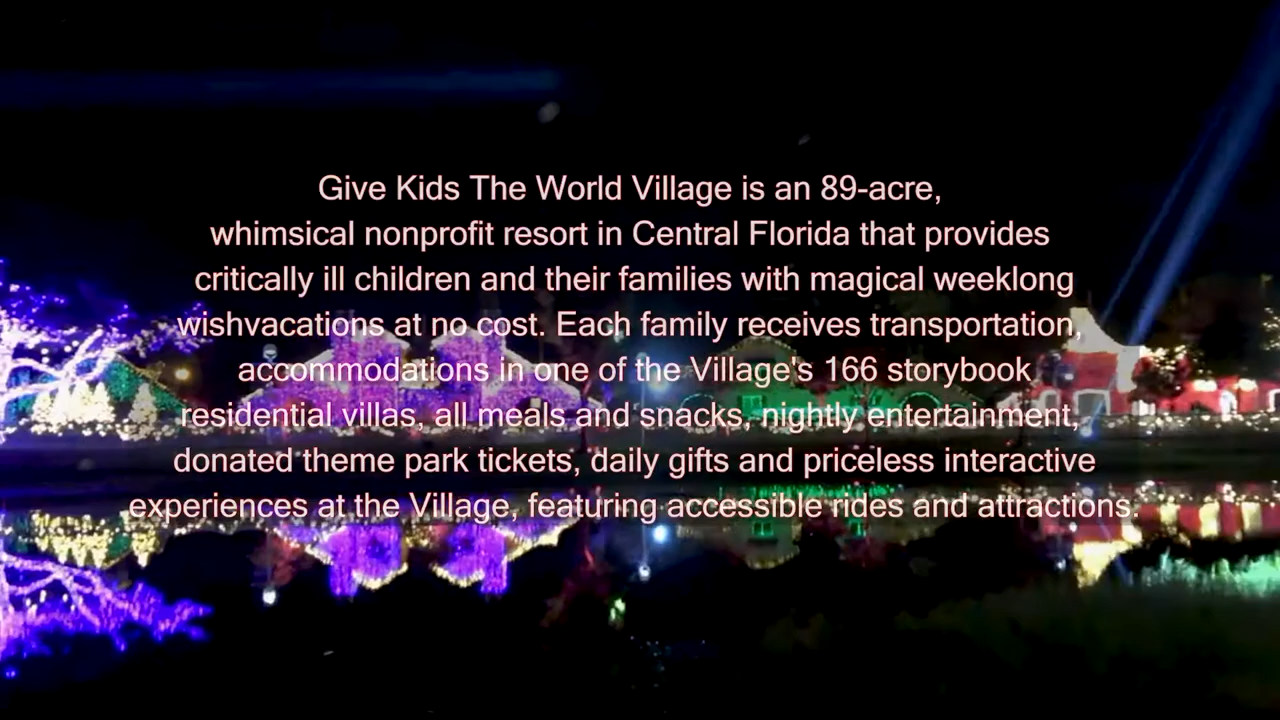 Give Kids The World Village is an 89-acre,
whimsical nonprofit resort in Central Florida that provides
critically ill children and their families with magical weeklong
wishvacations at no cost. Each family receives transportation,
accommodations in one of the Village's 166 storybook
residential villas, all meals and snacks, nightly entertainment,
donated theme park tickets, daily gifts and priceless interactive
experiences at the Village, featuring accessible rides and attractions.